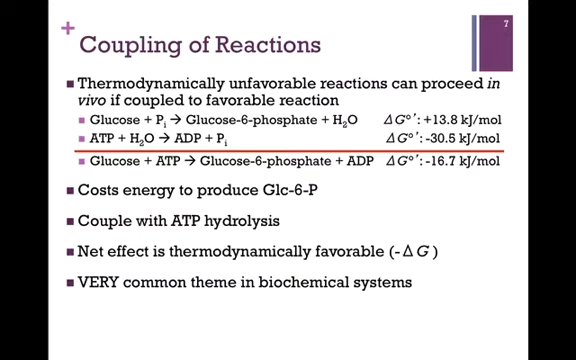 +
7
Coupling of Reactions
Thermodynamically unfavorable reactions can proceed in
vivo if coupled to favorable reaction
Glucose + Pi → Glucose-6-phosphate + H2O ΔG°′: +13.8 kJ/mol
ATP + H2O → ADP + Pi ΔG°′: -30.5 kJ/mol
Glucose + ATP → Glucose-6-phosphate + ADP ΔG°′: -16.7 kJ/mol
Costs energy to produce Glc-6-P
Couple with ATP hydrolysis
Net effect is thermodynamically favorable (-ΔG )
VERY common theme in biochemical systems